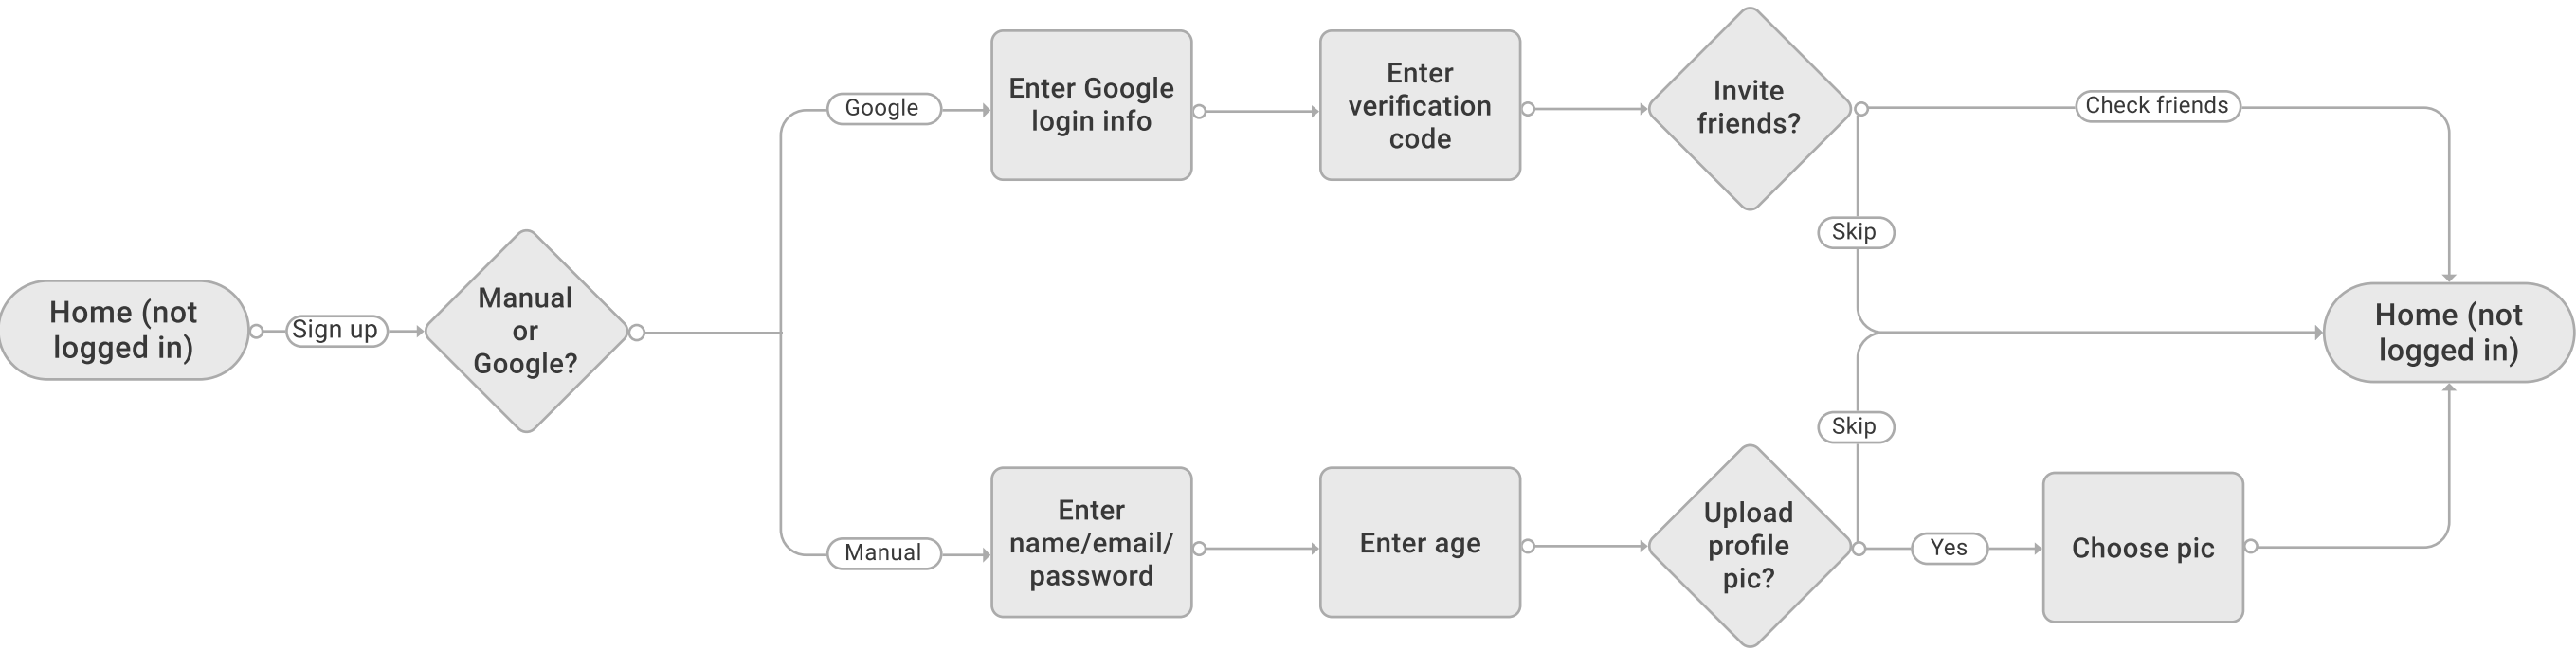 Home (not
logged in)
Sign up
Manual
or
Google?
Google
Enter Google
login info
Enter
verification
code
Invite
friends?
Check friends
Skip
Home (not
logged in)
Manual
Enter
name/email/
password
Enter age
Upload
profile
pic?
Skip
Yes
Choose pic